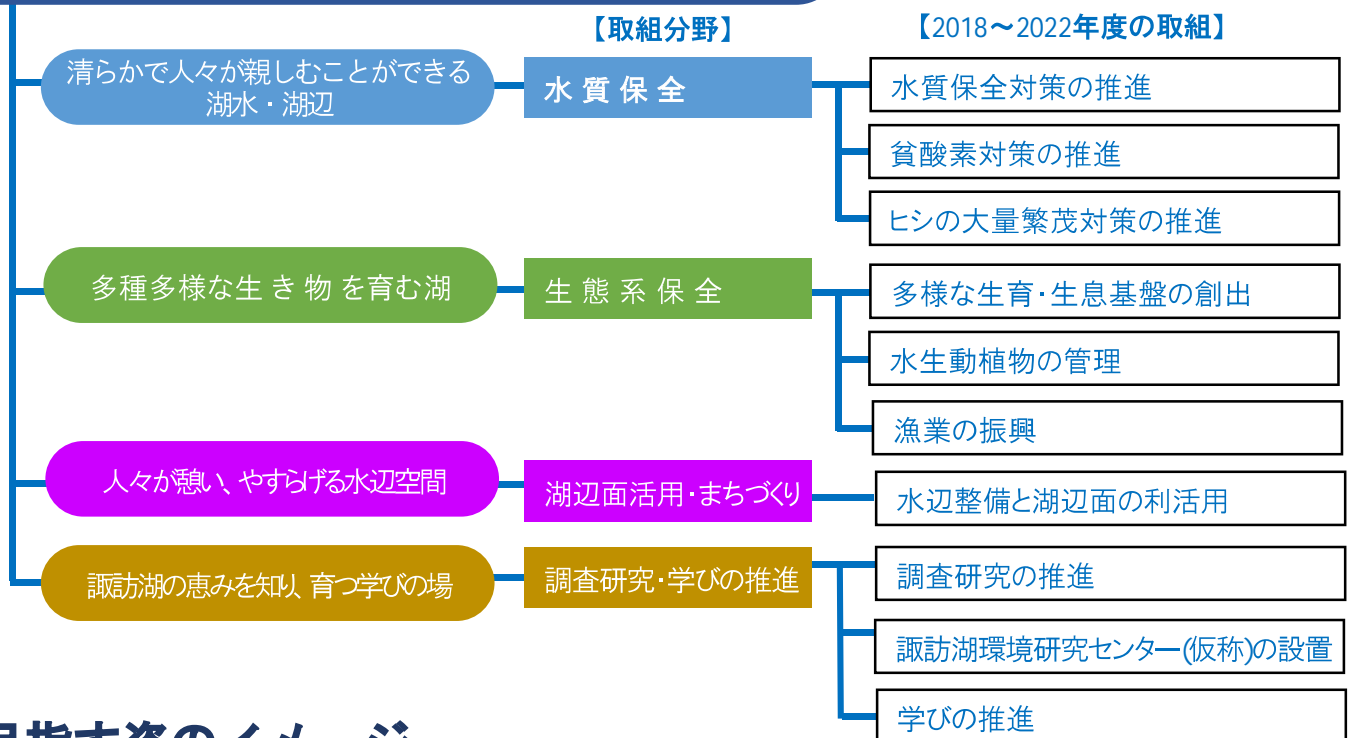 【取組分野】
【2018～2022年度の取組】
清らかで人々が親しむことができる
湖水・湖辺
水質保全
水質保全対策の推進
貧酸素対策の推進
ヒシの大量繁茂対策の推進
多種多様な生き物を育む湖
生態系保全
多様な生育・生息基盤の創出
水生動植物の管理
漁業の振興
人々が憩い、やすらげる水辺空間
湖辺面活用・まちづくり
水辺整備と湖辺面の利活用
諏訪湖の恵みを知り、育つ学びの場
調査研究・学びの推進
調査研究の推進
諏訪湖環境研究センター(仮称)の設置
学びの推進
目指す姿のイメージ